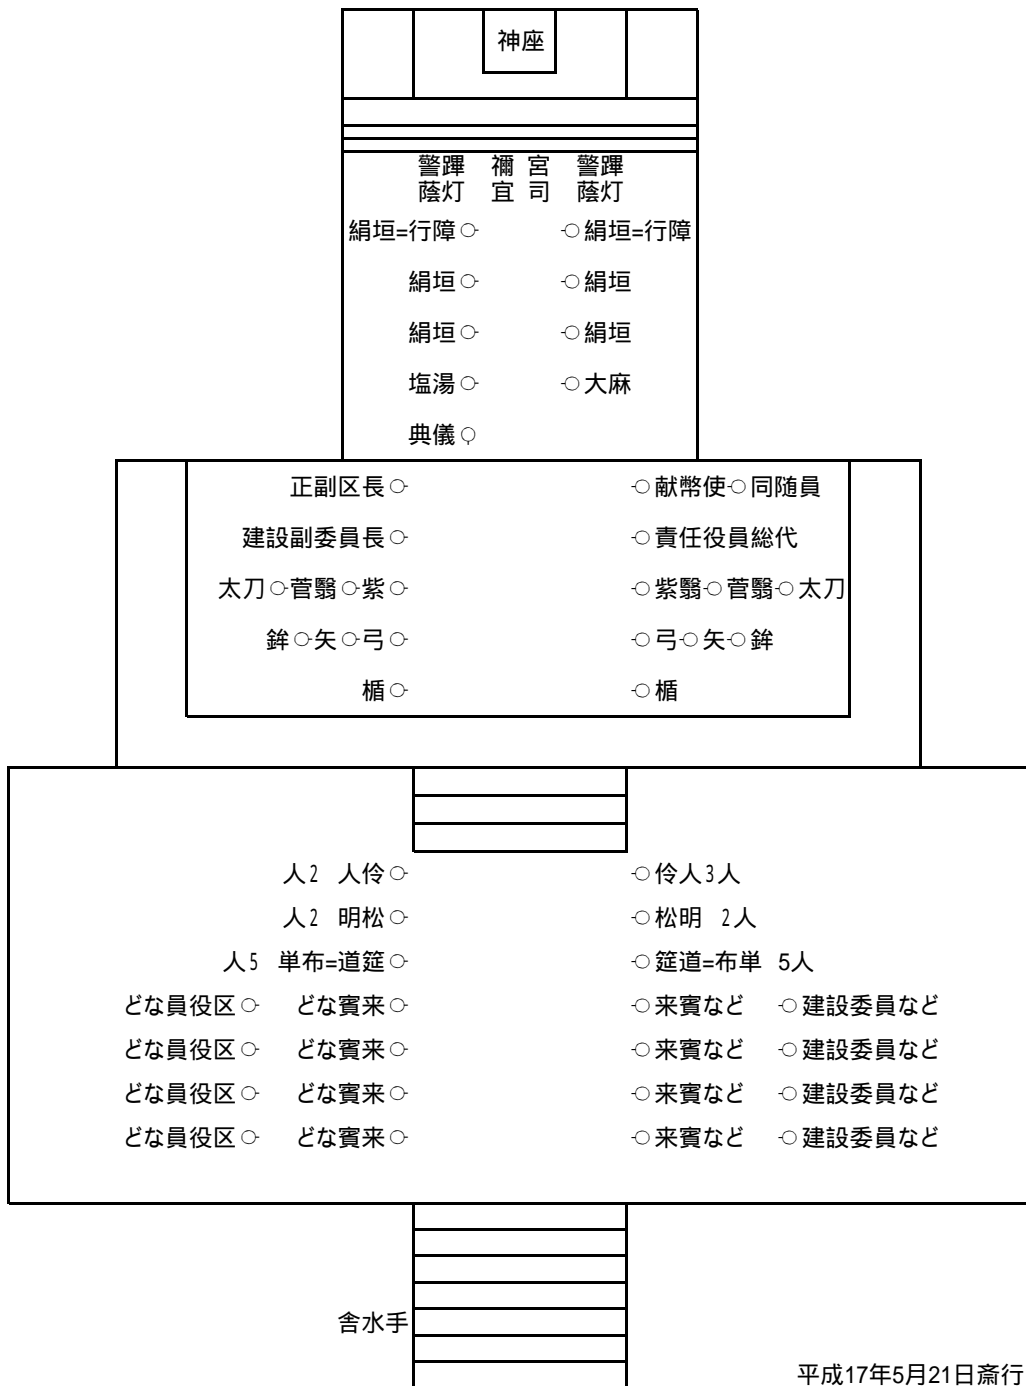 神座
警蹕 禰 宮 警蹕
蔭灯 宜 司 蔭灯
絹垣=行障○ ○絹垣=行障
絹垣○ ○絹垣
絹垣○ ○絹垣
塩湯○ ○大麻
典儀○
正副区長○ ○献幣使○同随員
建設副委員長○ ○責任役員総代
太刀○菅翳○紫○ ○紫翳○菅翳○太刀
鉾○矢○弓○ ○弓○矢○鉾
楯○ ○楯
人2 人伶○ ○伶人3人
人2 明松○ ○松明 2人
人5 単布=道筵○ ○筵道=布単 5人
どな員役区○ どな賓来○ ○来賓など ○建設委員など
どな員役区○ どな賓来○ ○来賓など ○建設委員など
どな員役区○ どな賓来○ ○来賓など ○建設委員など
どな員役区○ どな賓来○ ○来賓など ○建設委員など
舎水手
平成17年5月21日斎行